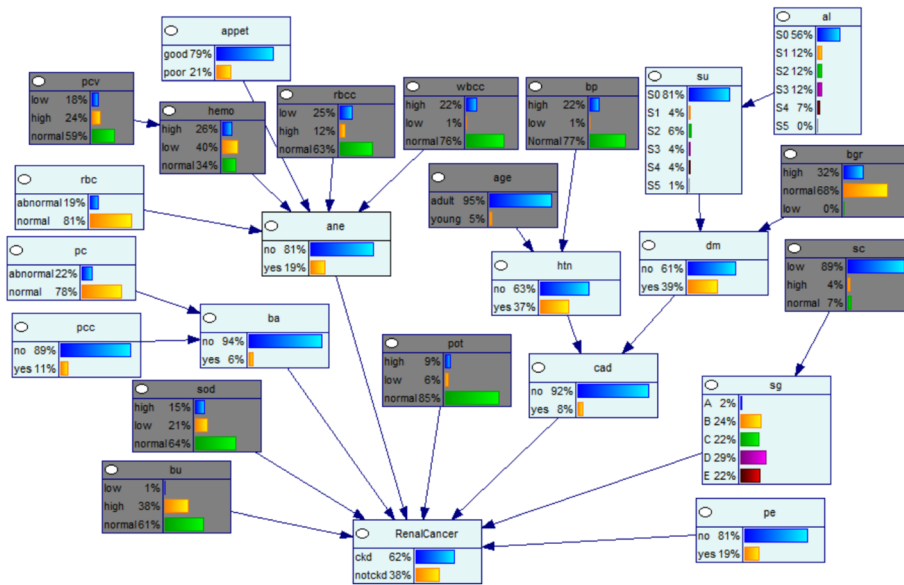 appet
good 79%
poor 21%
al
S0 56%
S1 12%
S2 12%
S3 12%
S4 7%
S5 0%
pcv
low 18%
high 24%
normal 59%
hemo
high 26%
low 40%
normal 34%
rbcc
low 25%
high 12%
normal 63%
wbcc
high 22%
low 1%
normal 76%
bp
high 22%
low 1%
Normal 77%
su
S0 81%
S1 4%
S2 6%
S3 4%
S4 4%
S5 1%
bgr
high 32%
normal 68%
low 0%
rbc
abnormal 19%
normal 81%
age
adult 95%
young 5%
ane
no 81%
yes 19%
pc
abnormal 22%
normal 78%
htn
no 63%
yes 37%
dm
no 61%
yes 39%
sc
low 89%
high 4%
normal 7%
pcc
no 89%
yes 11%
ba
no 94%
yes 6%
pot
high 9%
low 6%
normal 85%
cad
no 92%
yes 8%
sg
A 2%
B 24%
C 22%
D 29%
E 22%
sod
high 15%
low 21%
normal 64%
bu
low 1%
high 38%
normal 61%
RenalCancer
ckd 62%
notckd 38%
pe
no 81%
yes 19%